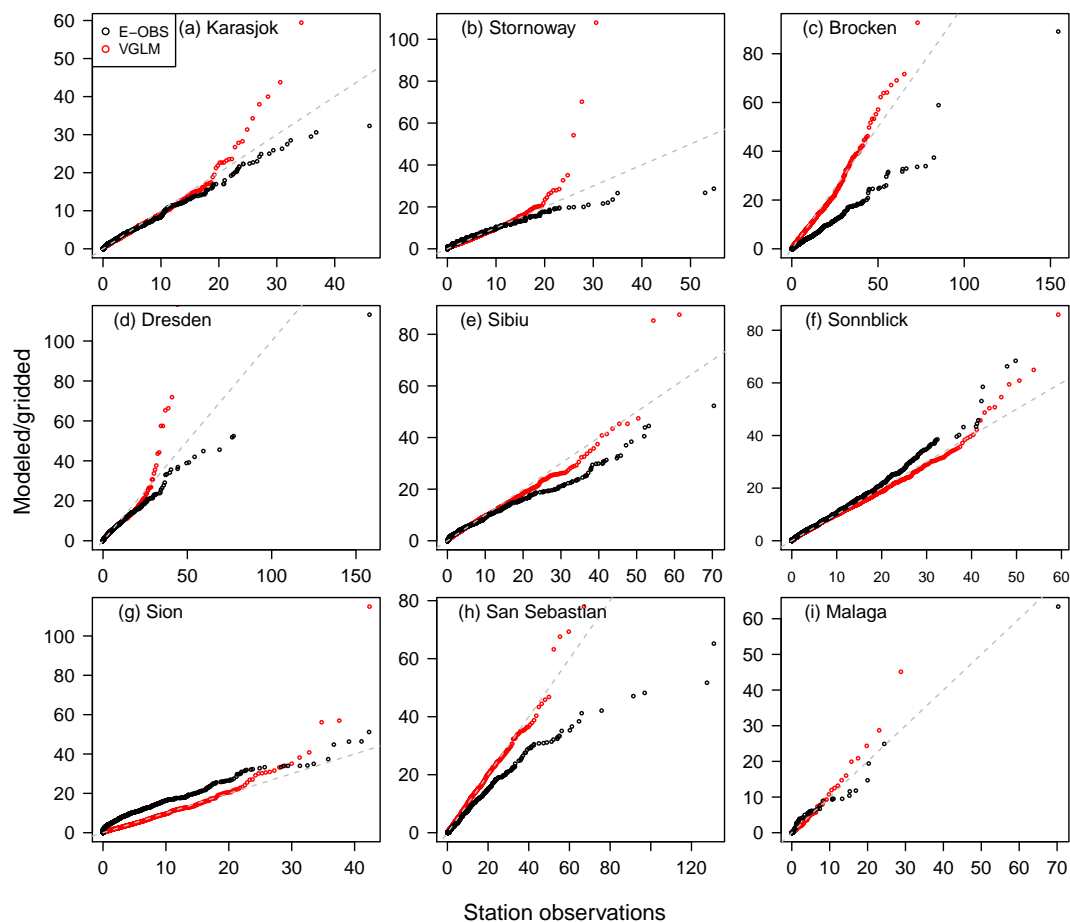 (a) Karasjok
E−OBS
VGLM
60
50
40
30
20
10
0
0 10 20 30 40
(b) Stornoway
100
80
60
40
20
0
0 10 20 30 40 50
(c) Brocken
100
80
60
40
20
0
0 50 100 150
(d) Dresden
100
80
60
40
20
0
0 50 100 150
(e) Sibiu
80
60
40
20
0
0 10 20 30 40 50 60 70
(f) Sonnblick
80
60
40
20
0
0 10 20 30 40 50 60
(g) Sion
100
80
60
40
20
0
0 10 20 30 40
(h) San Sebastian
80
60
40
20
0
0 20 40 60 80 100 120
(i) Malaga
60
50
40
30
20
10
0
0 10 20 30 40 50 60 70
Modeled/gridded
Station observations